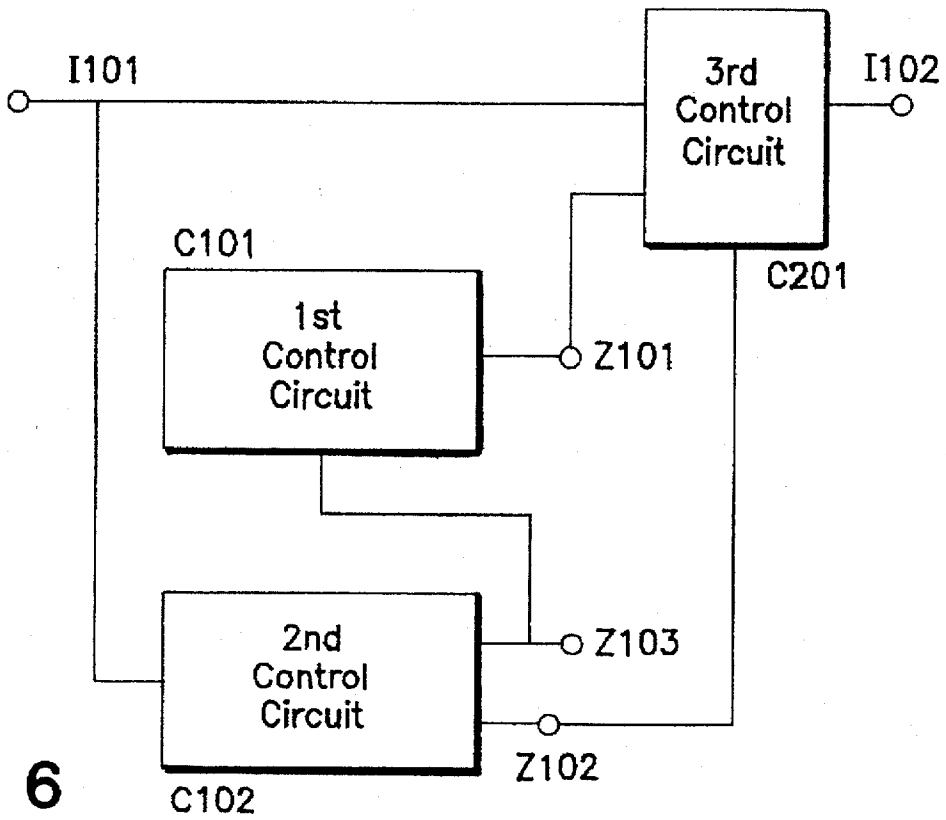 I101
3rd
Control
Circuit
I102
C201
C101
1st
Control
Circuit
Z101
2nd
Control
Circuit
Z103
Z102
C102
6